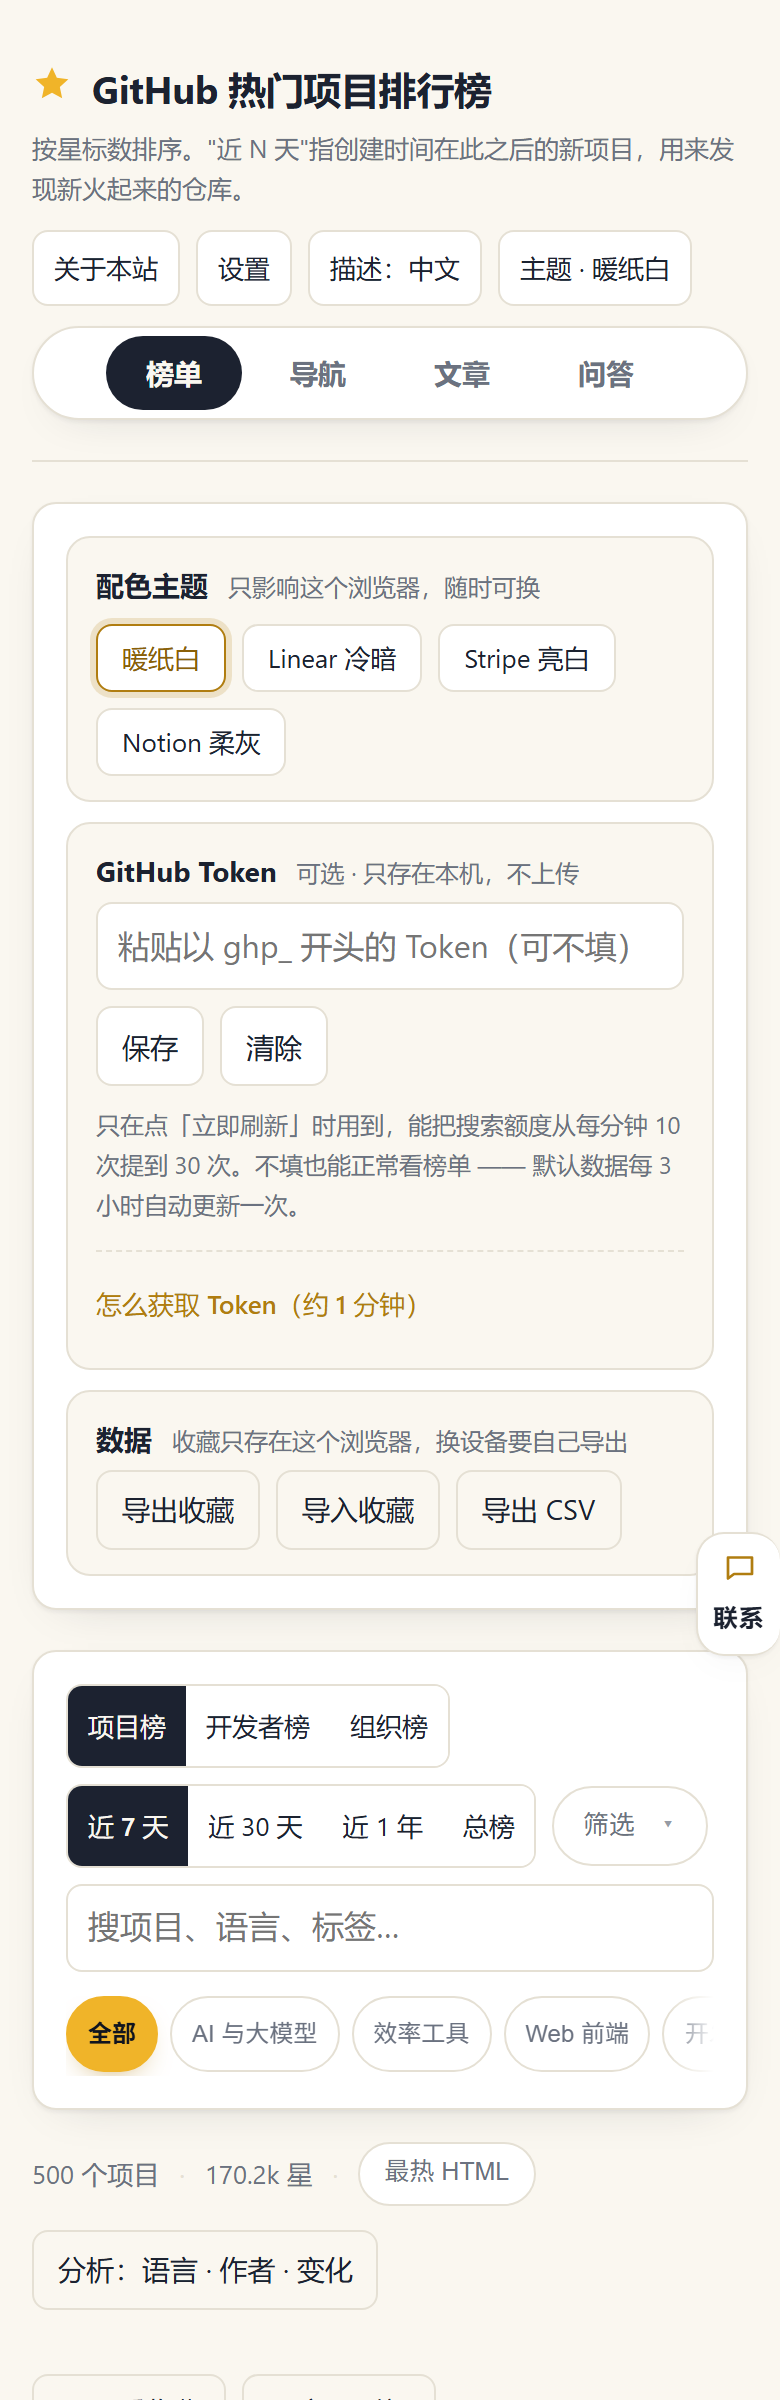 GitHub 热门项目排行榜
按星标数排序。"近 N 天"指创建时间在此之后的新项目，用来发
现新火起来的仓库。
关于本站 设置 描述：中文 主题 · 暖纸白
榜单 导航 文章 问答
配色主题 只影响这个浏览器，随时可换
暖纸白 Linear 冷暗 Stripe 亮白
Notion 柔灰
GitHub Token 可选 · 只存在本机，不上传
粘贴以 ghp_ 开头的 Token（可不填）
保存 清除
只在点「立即刷新」时用到，能把搜索额度从每分钟 10
次提到 30 次。不填也能正常看榜单 —— 默认数据每 3
小时自动更新一次。
怎么获取 Token（约 1 分钟）
数据 收藏只存在这个浏览器，换设备要自己导出
导出收藏 导入收藏 导出 CSV
联系
项目榜 开发者榜 组织榜
近 7 天 近 30 天 近 1 年 总榜 筛选
搜项目、语言、标签...
全部 AI 与大模型 效率工具 Web 前端 开
500 个项目 · 170.2k 星 · 最热 HTML
分析：语言 · 作者 · 变化